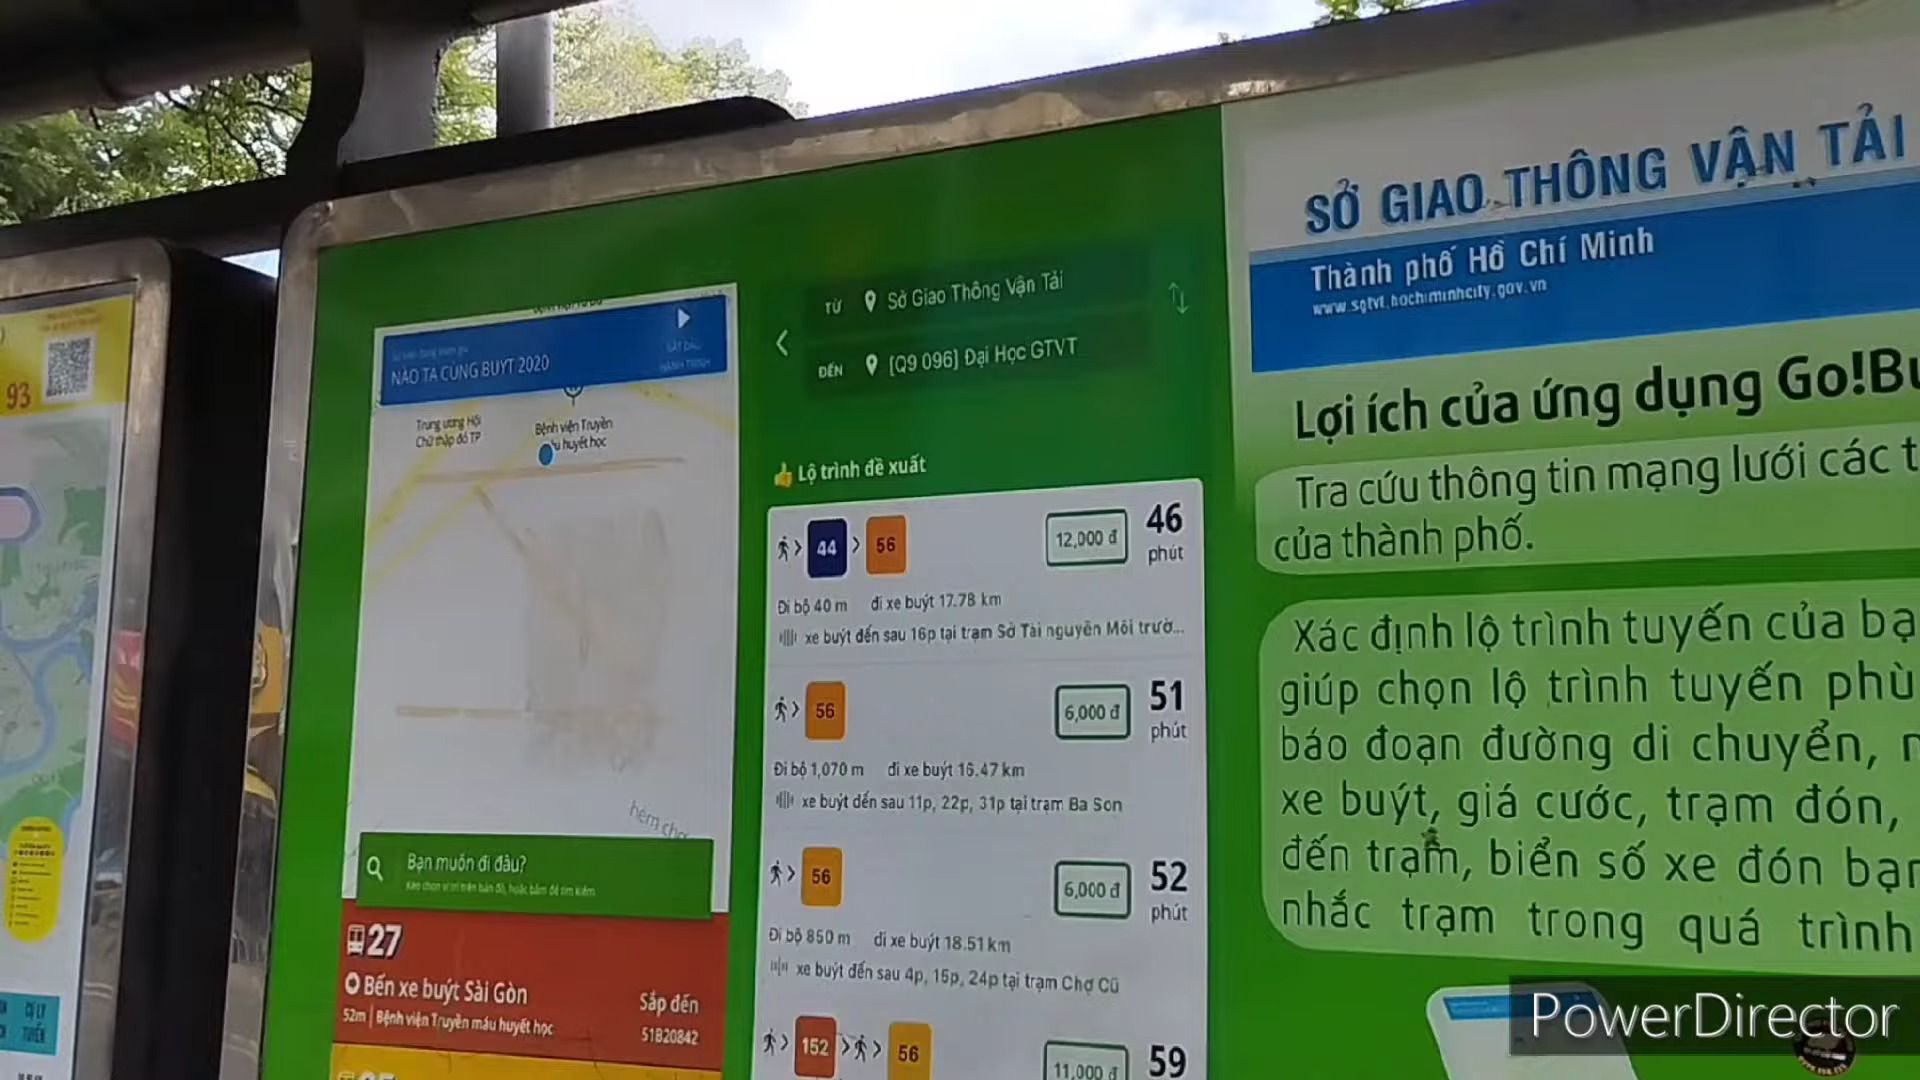 93
NÀO TA CÙNG BUÝT 2020
Trung ương Hội
Chữ thập đỏ TP
Bệnh viện Truyền
huyết học
hẻm
Bạn muốn đi đâu?
27
Bến xe buýt Sài Gòn
Sắp đến
52m | Bệnh viện Truyền máu huyết học
51B20842
TỪ Sở Giao Thông Vận Tải
ĐẾN [Q9 096] Đại Học GTVT
Lộ trình đề xuất
44 > 56 12,000 đ 46
phút
Đi bộ 40 m đi xe buýt 17.78 km
xe buýt đến sau 16p tại trạm Sở Tài nguyên Môi trườ...
56 6,000 đ 51
phút
Đi bộ 1,070 m đi xe buýt 16.47 km
xe buýt đến sau 11p, 22p, 31p tại trạm Ba Son
56 6,000 đ 52
phút
Đi bộ 850 m đi xe buýt 18.51 km
xe buýt đến sau 4p, 15p, 24p tại trạm Chợ Cũ
152 56 11,000 đ 59
SỞ GIAO THÔNG VẬN TẢI
Thành phố Hồ Chí Minh
www.sgtvt.hochiminhcity.gov.vn
Lợi ích của ứng dụng Go!Bu
Tra cứu thông tin mạng lưới các t
của thành phố.
Xác định lộ trình tuyến của bạ
giúp chọn lộ trình tuyến phù
báo đoạn đường di chuyển,
xe buýt, giá cước, trạm đón,
đến trạm, biển số xe đón bạn
nhắc trạm trong quá trình
CỰ LY
TUYẾN
PowerDirector